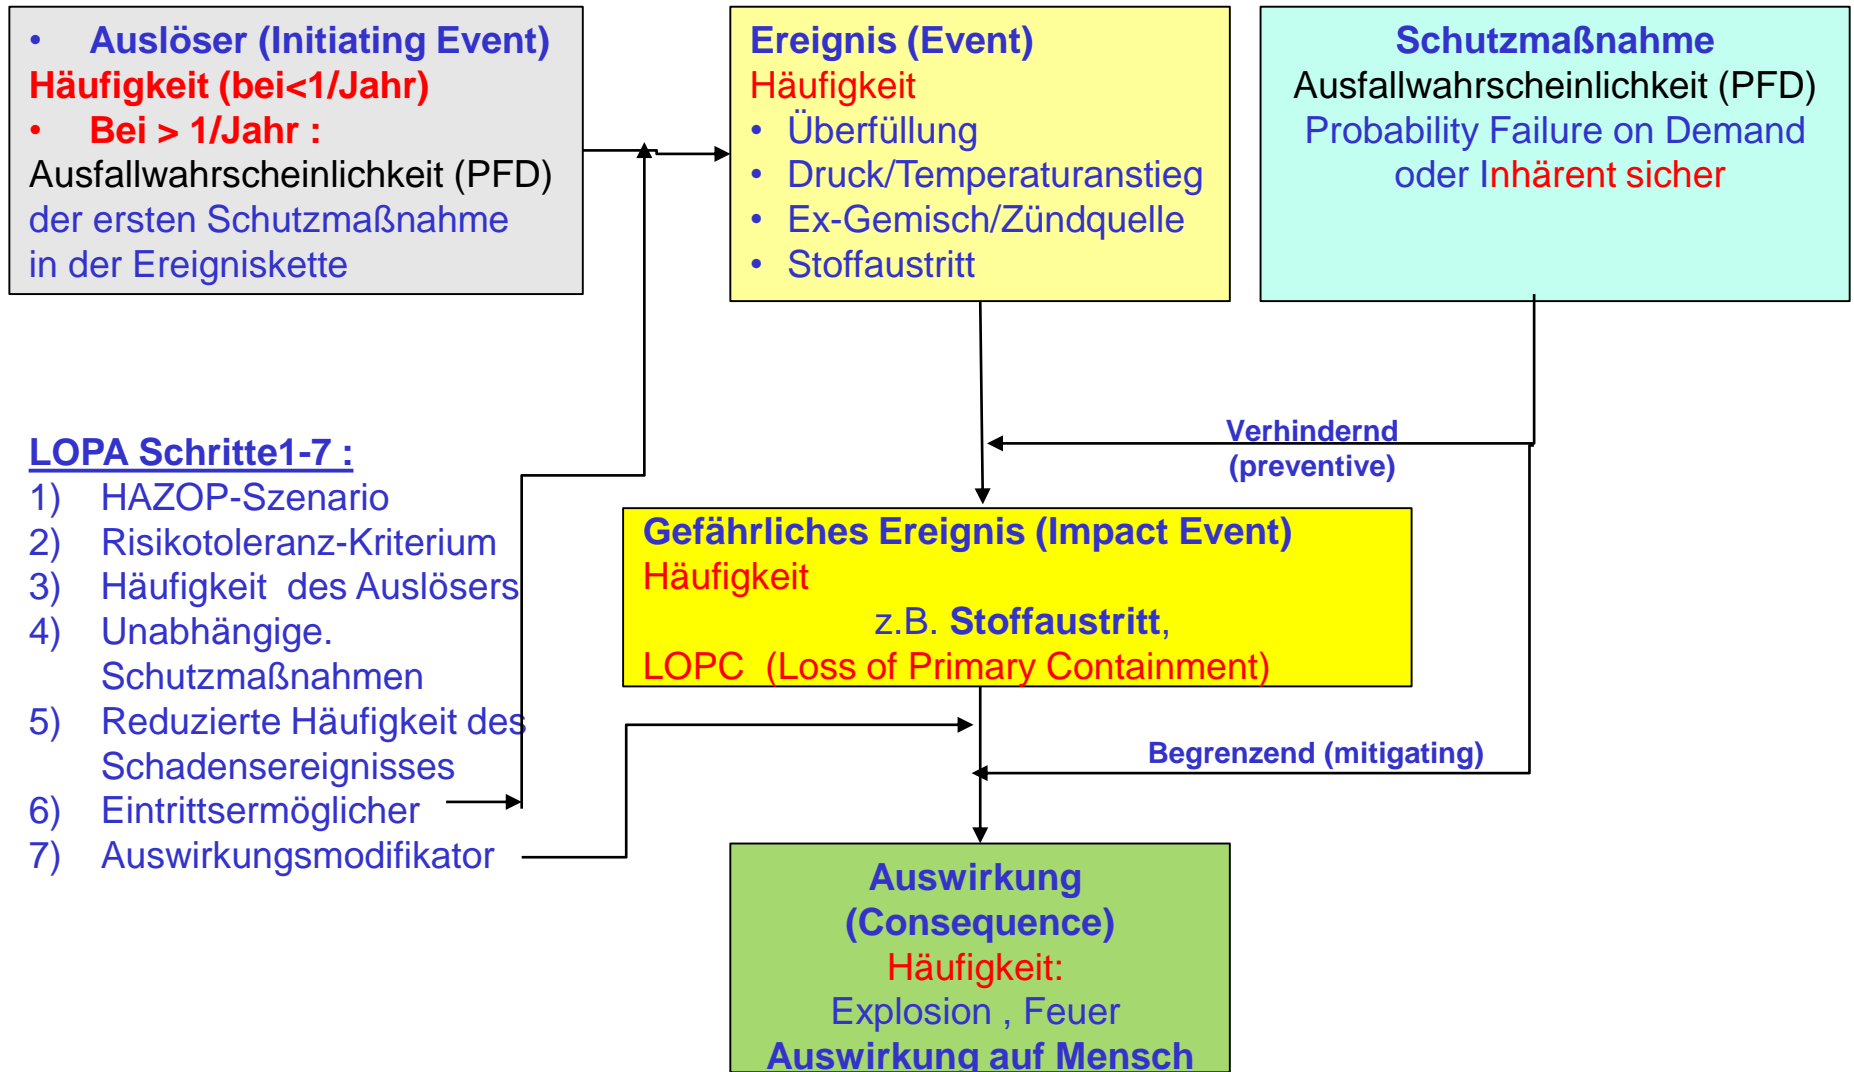 • Auslöser (Initiating Event)
Häufigkeit (bei<1/Jahr)
• Bei > 1/Jahr :
Ausfallwahrscheinlichkeit (PFD)
der ersten Schutzmaßnahme
in der Ereigniskette
Ereignis (Event)
Häufigkeit
• Überfüllung
• Druck/Temperaturanstieg
• Ex-Gemisch/Zündquelle
• Stoffaustritt
Schutzmaßnahme
Ausfallwahrscheinlichkeit (PFD)
Probability Failure on Demand
oder Inhärent sicher
LOPA Schritte1-7 :
1) HAZOP-Szenario
2) Risikotoleranz-Kriterium
3) Häufigkeit des Auslösers
4) Unabhängige.
Schutzmaßnahmen
5) Reduzierte Häufigkeit des
Schadensereignisses
6) Eintrittsermöglicher
7) Auswirkungsmodifikator
Verhindernd
(preventive)
Gefährliches Ereignis (Impact Event)
Häufigkeit
z.B. Stoffaustritt,
LOPC (Loss of Primary Containment)
Begrenzend (mitigating)
Auswirkung
(Consequence)
Häufigkeit:
Explosion , Feuer
Auswirkung auf Mensch